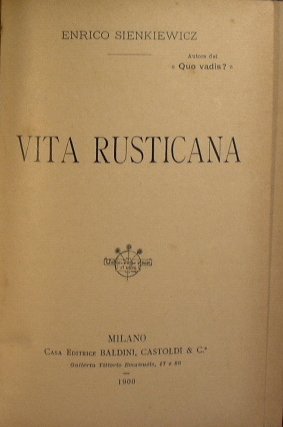 ENRICO SIENKIEWICZ
Autore del
« Quo vadis? »
VITA RUSTICANA
MILANO
CASA EDITRICE BALDINI, CASTOLDI & C.ª
Galleria Vittorio Emanuele, 17 e 80
1900